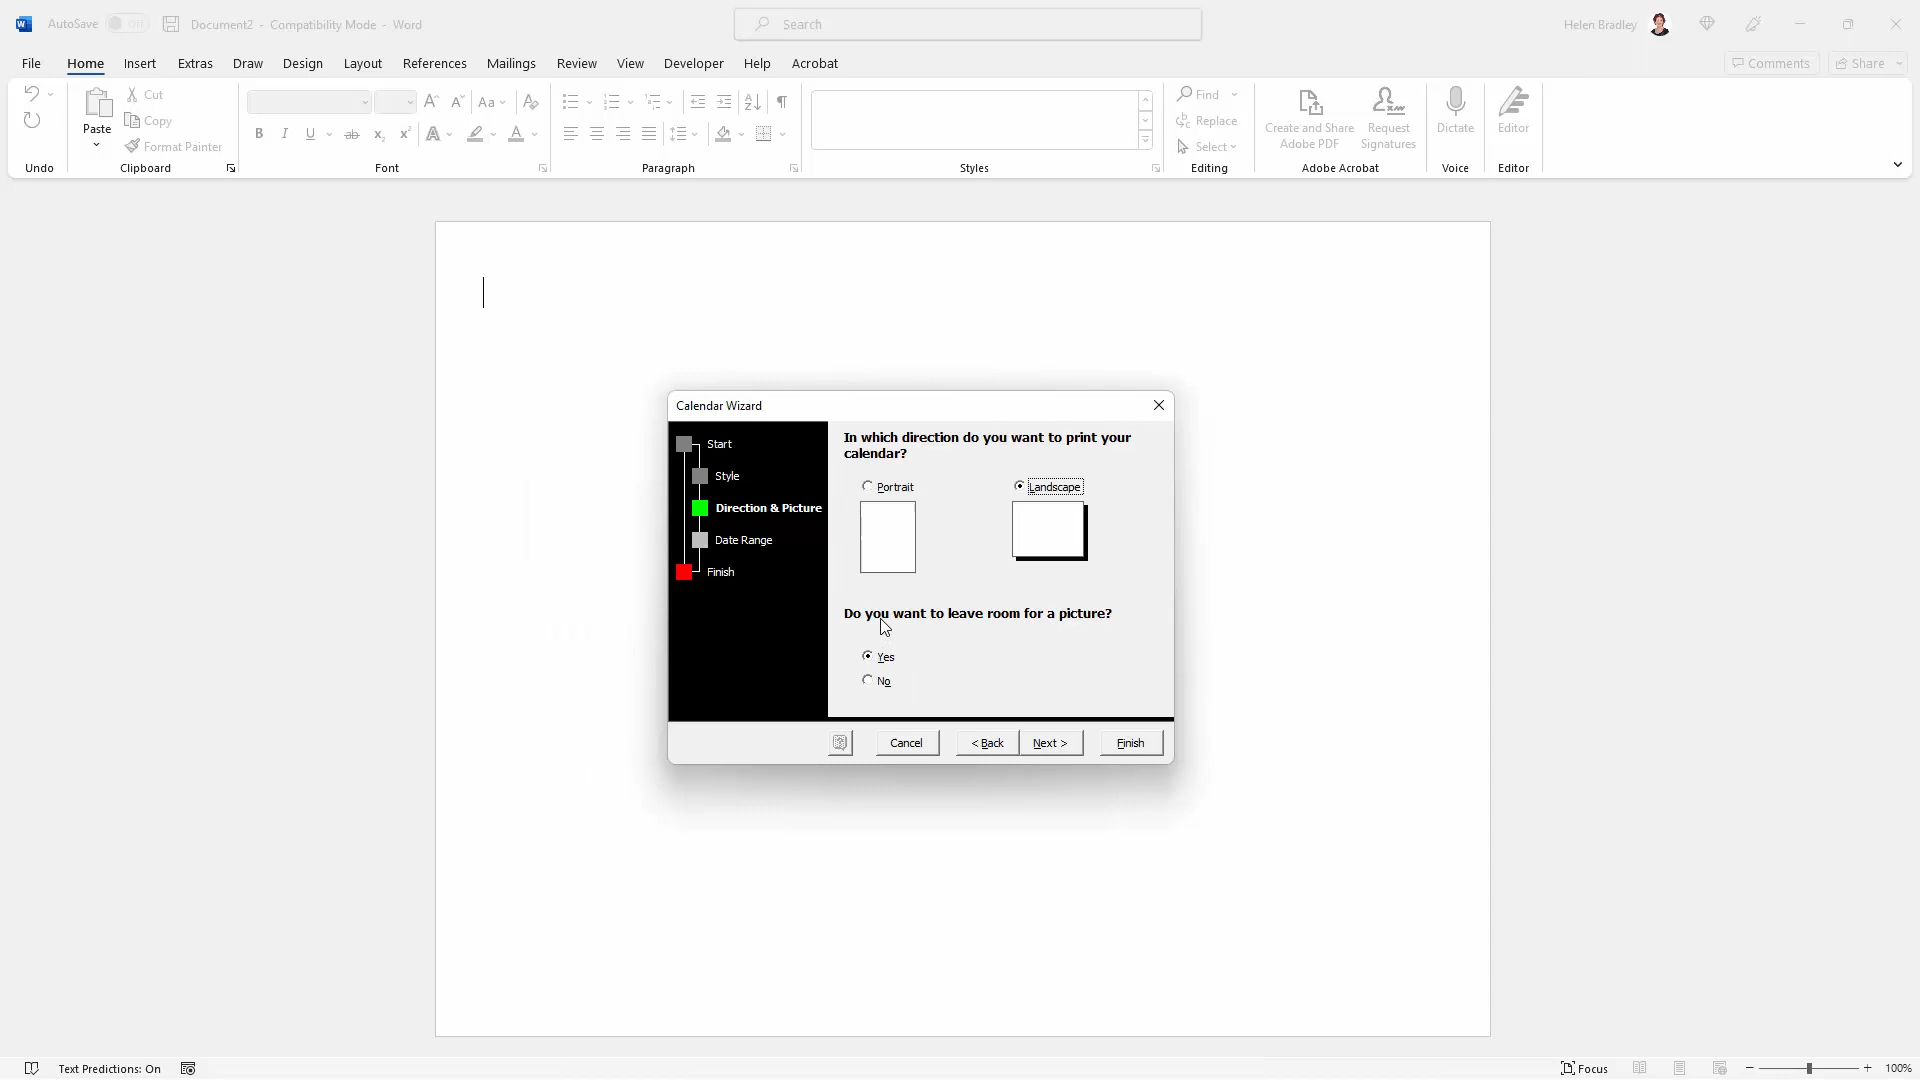 AutoSave Off Document2 - Compatibility Mode - Word Search Helen Bradley
File Home Insert Extras Draw Design Layout References Mailings Review View Developer Help Acrobat Comments Share
Cut
Copy
Format Painter
Paste
Aa
B I U ab x₂ x² A A
Find
Replace
Select
Create and Share
Adobe PDF
Request
Signatures
Dictate
Editor
Undo Clipboard Font Paragraph Styles Editing Adobe Acrobat Voice Editor
Calendar Wizard
Start
Style
Direction & Picture
Date Range
Finish
In which direction do you want to print your
calendar?
Portrait Landscape
Do you want to leave room for a picture?
Yes
No
Cancel < Back Next > Finish
Text Predictions: On Focus 100%